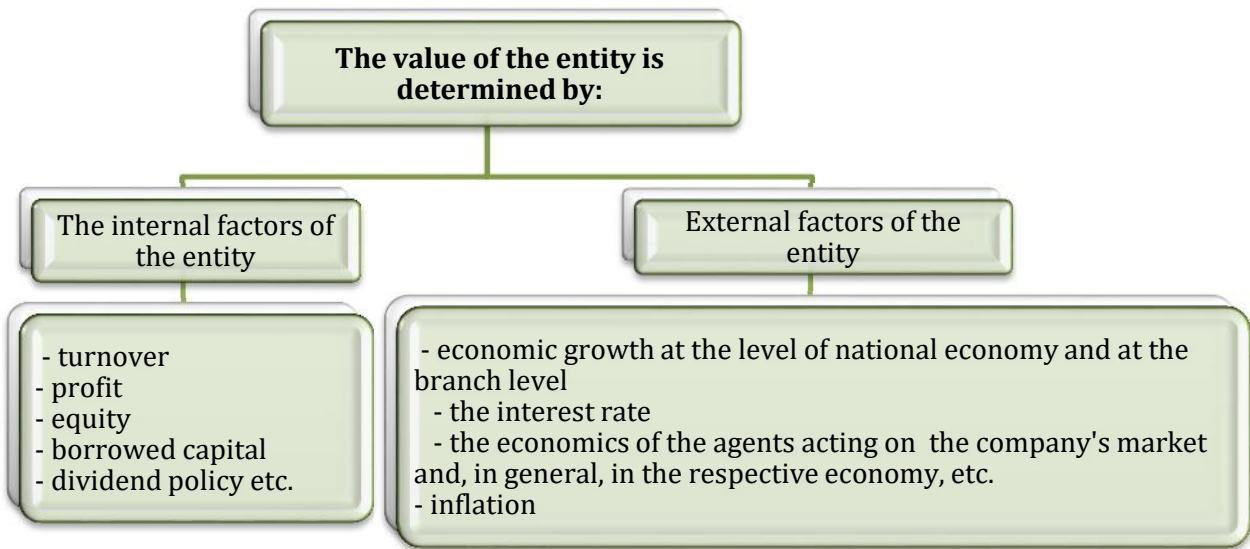 The value of the entity is
determined by:
The internal factors of
the entity
- turnover
- profit
- equity
- borrowed capital
- dividend policy etc.
External factors of the
entity
- economic growth at the level of national economy and at the
branch level
- the interest rate
- the economics of the agents acting on the company's market
and, in general, in the respective economy, etc.
- inflation